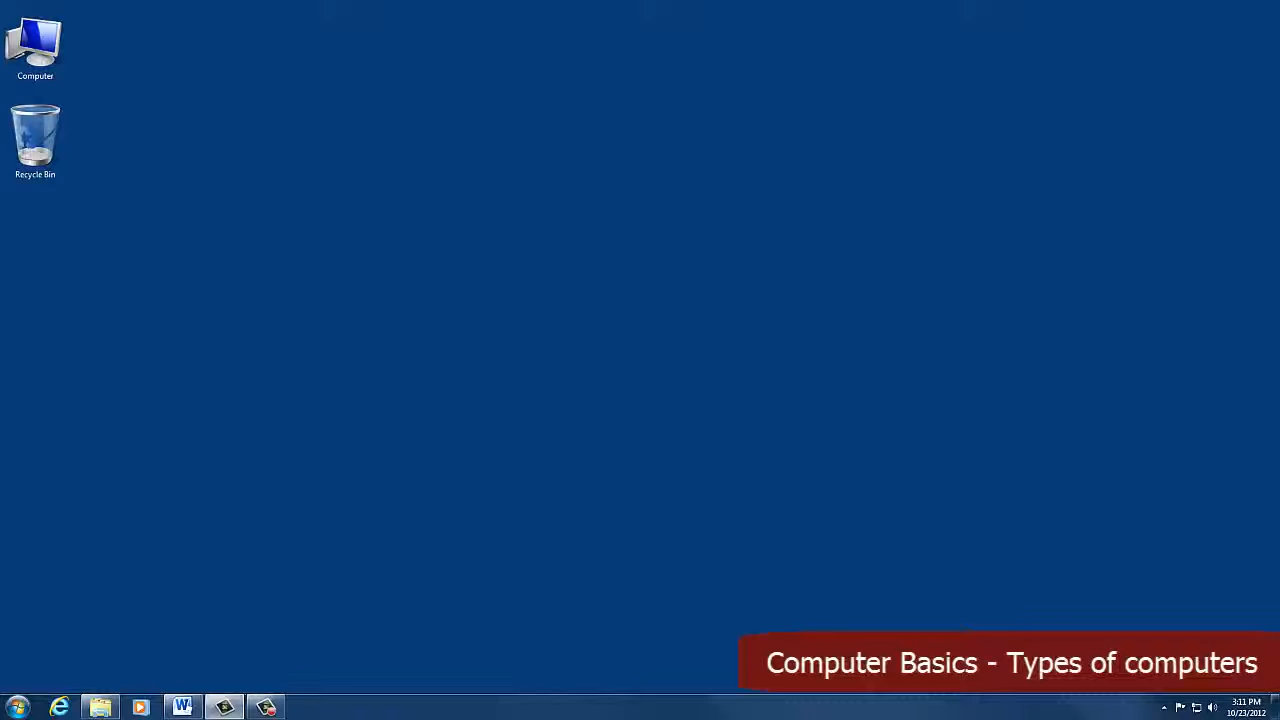 Computer
Recycle Bin
Computer Basics - Types of computers
3:11 PM
10/23/2012